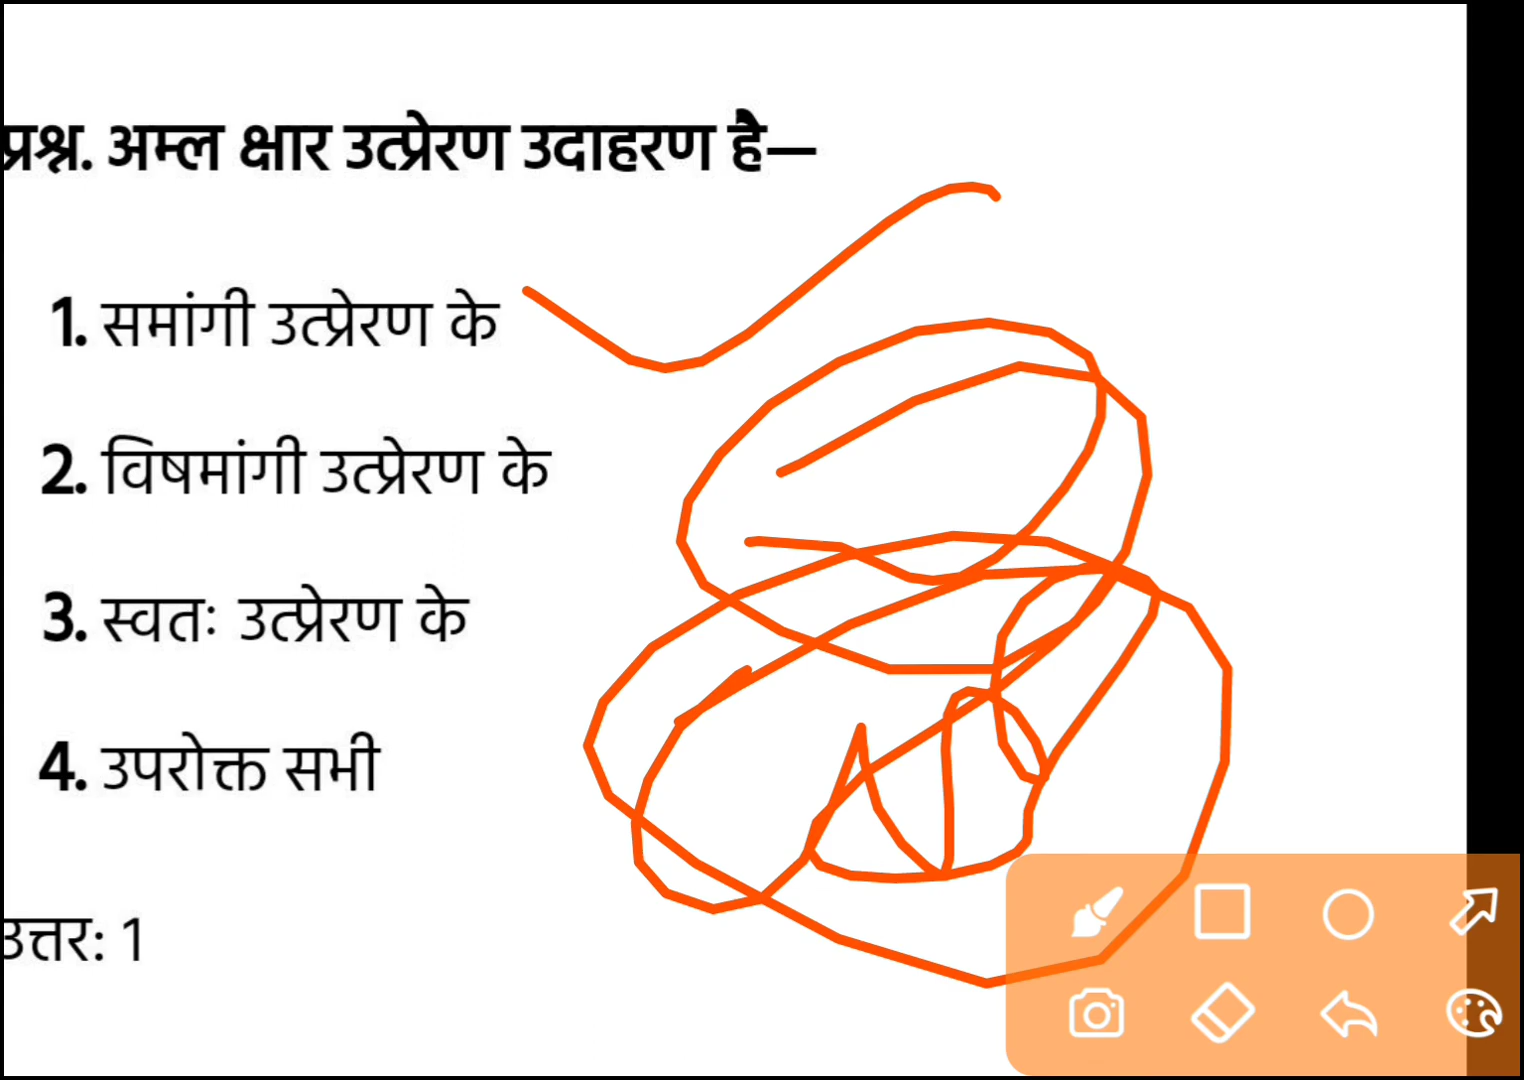 प्रश्न. अम्ल क्षार उत्प्रेरण उदाहरण है—
1. समांगी उत्प्रेरण के
2. विषमांगी उत्प्रेरण के
3. स्वतः उत्प्रेरण के
4. उपरोक्त सभी
उत्तर: 1